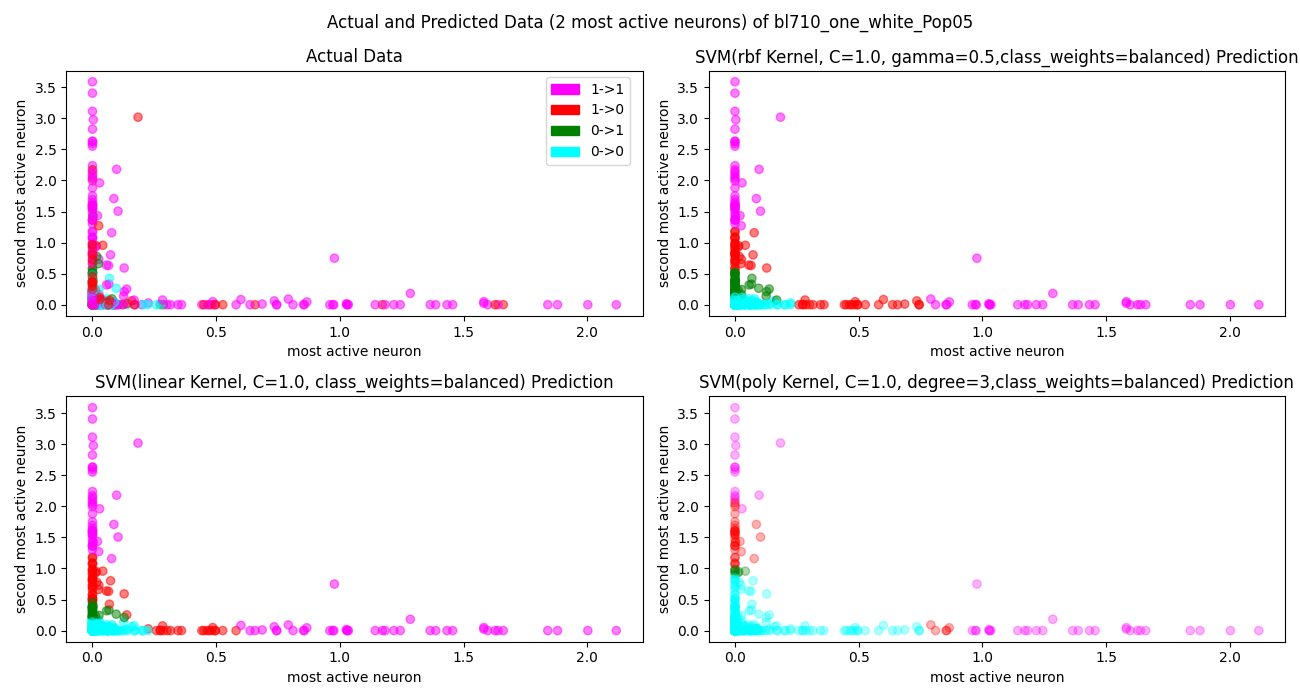 Actual and Predicted Data (2 most active neurons) of bl710_one_white_Pop05
Actual Data
second most active neuron
3.5
3.0
2.5
2.0
1.5
1.0
0.5
0.0
1->1
1->0
0->1
0->0
0.0 0.5 1.0 1.5 2.0
most active neuron
SVM(rbf Kernel, C=1.0, gamma=0.5,class_weights=balanced) Prediction
second most active neuron
3.5
3.0
2.5
2.0
1.5
1.0
0.5
0.0
0.0 0.5 1.0 1.5 2.0
most active neuron
SVM(linear Kernel, C=1.0, class_weights=balanced) Prediction
second most active neuron
3.5
3.0
2.5
2.0
1.5
1.0
0.5
0.0
0.0 0.5 1.0 1.5 2.0
most active neuron
SVM(poly Kernel, C=1.0, degree=3,class_weights=balanced) Prediction
second most active neuron
3.5
3.0
2.5
2.0
1.5
1.0
0.5
0.0
0.0 0.5 1.0 1.5 2.0
most active neuron